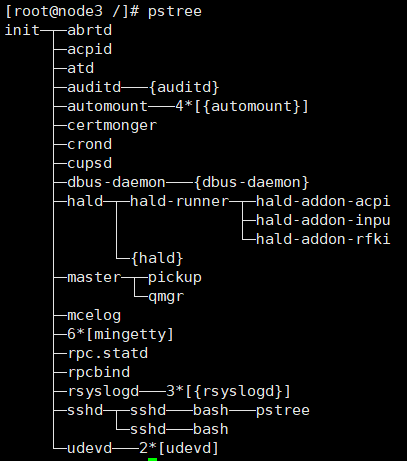 [root@node3 /]# pstree
init─┬─abrtd
     ├─acpid
     ├─atd
     ├─auditd───{auditd}
     ├─automount───4*[{automount}]
     ├─certmonger
     ├─crond
     ├─cupsd
     ├─dbus-daemon───{dbus-daemon}
     ├─hald─┬─hald-runner─┬─hald-addon-acpi
     │      │             ├─hald-addon-inpu
     │      │             └─hald-addon-rfki
     │      └─{hald}
     ├─master─┬─pickup
     │        └─qmgr
     ├─mcelog
     ├─6*[mingetty]
     ├─rpc.statd
     ├─rpcbind
     ├─rsyslogd───3*[{rsyslogd}]
     ├─sshd─┬─sshd───bash───pstree
     │      └─sshd───bash
     └─udevd───2*[udevd]